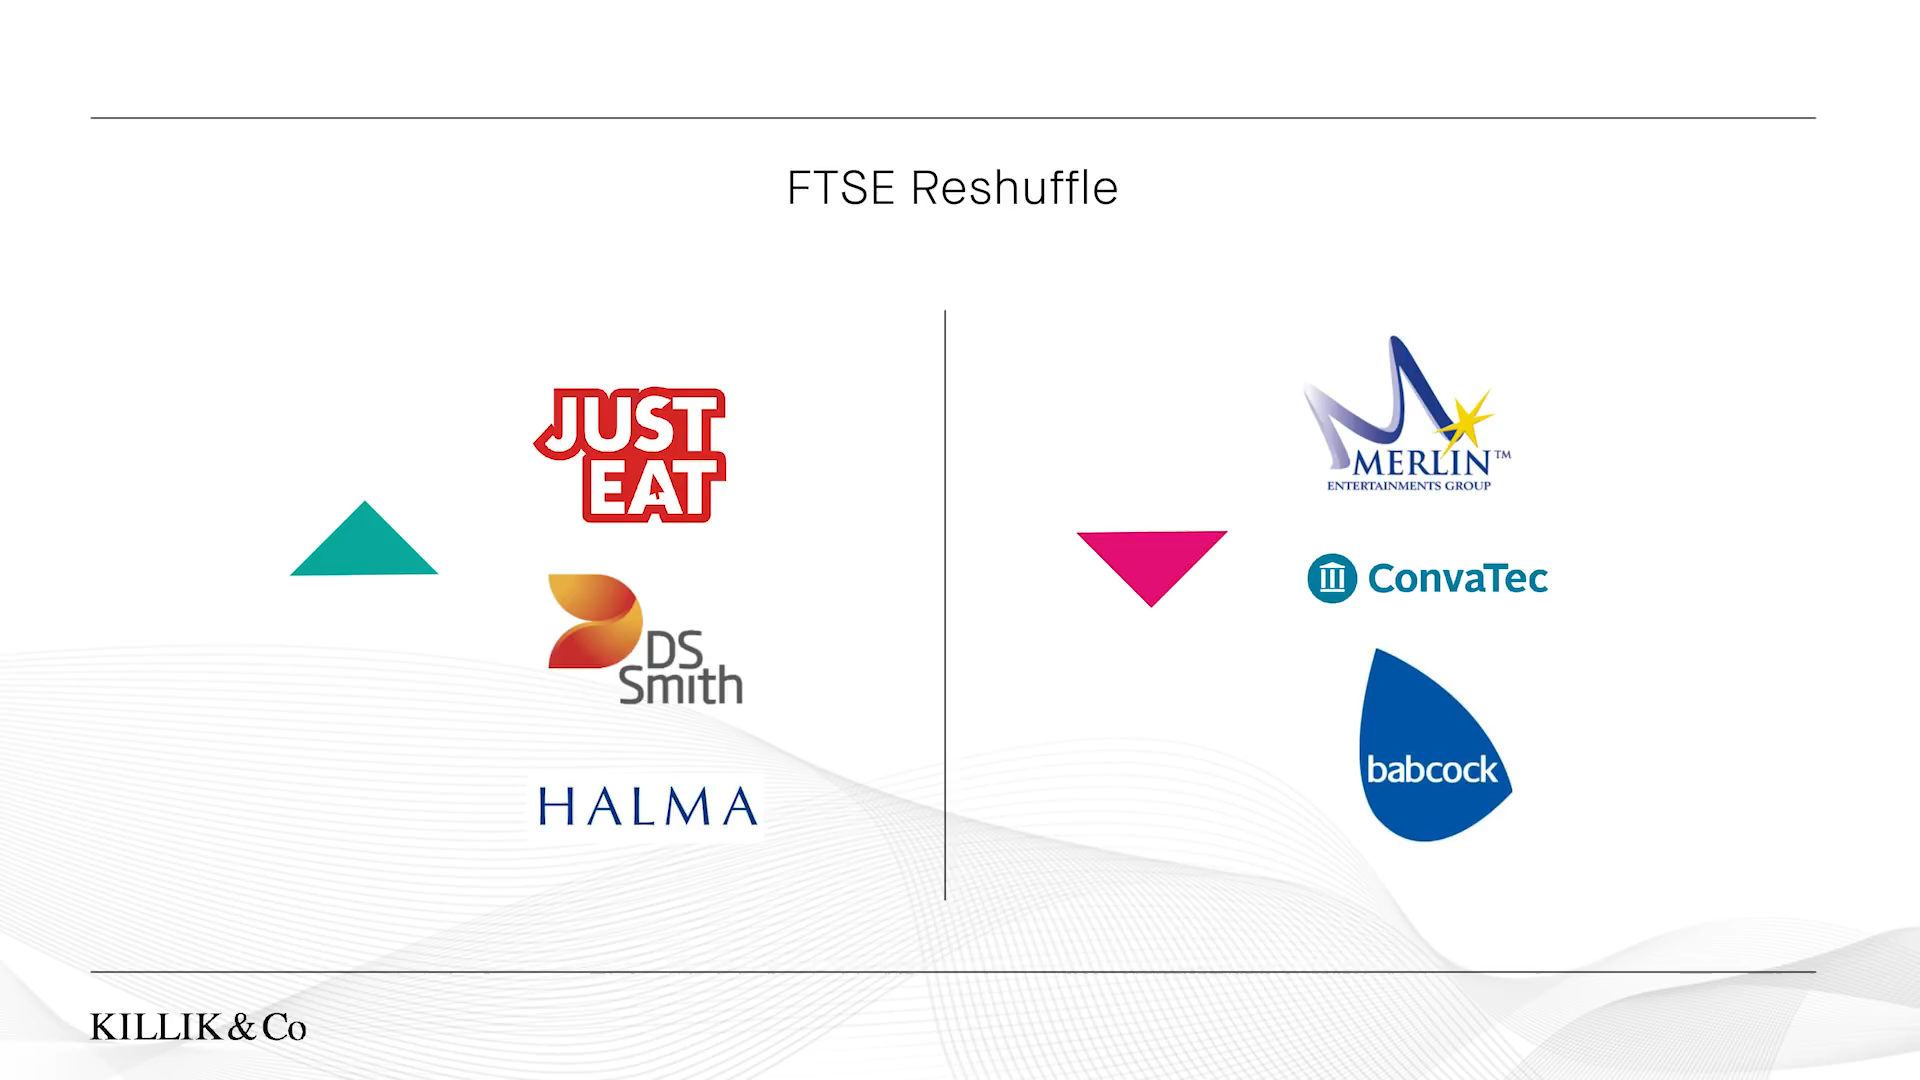 FTSE Reshuffle
JUST
EAT
DS
Smith
HALMA
MERLIN™
ENTERTAINMENTS GROUP
ConvaTec
babcock
KILLIK & Co